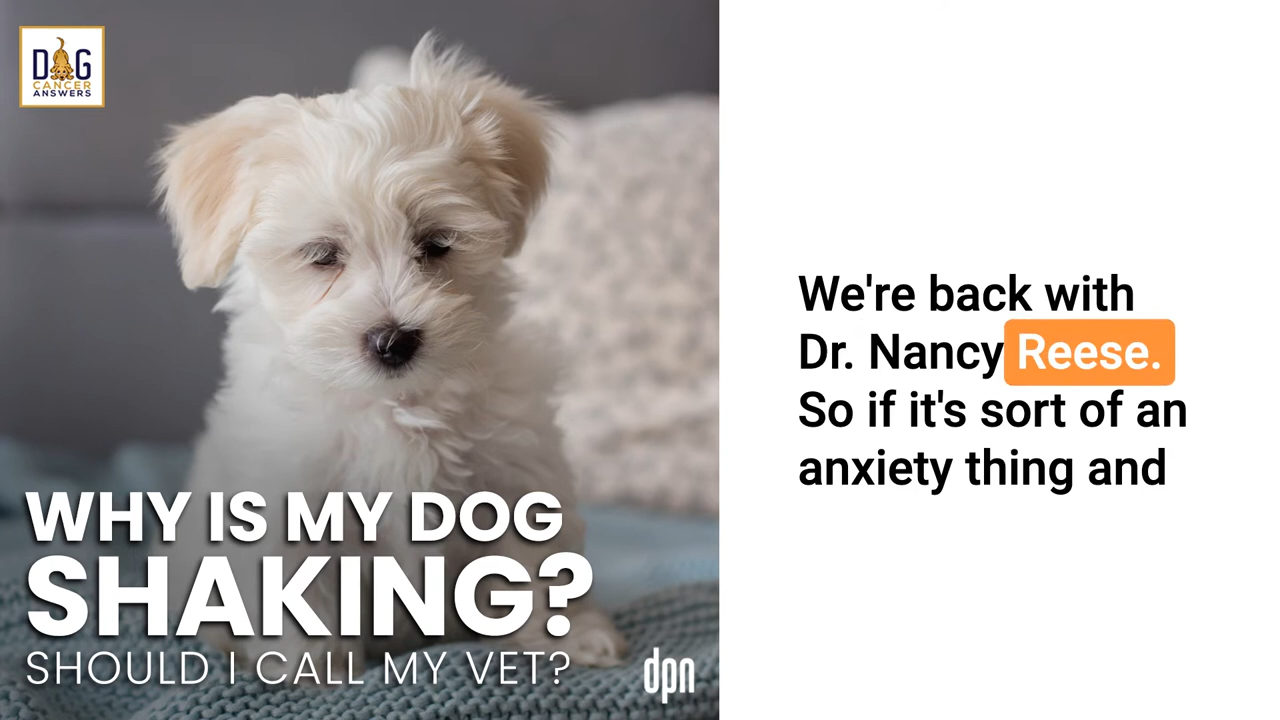 DOG
CANCER
ANSWERS
WHY IS MY DOG
SHAKING?
SHOULD I CALL MY VET?
dpn
We're back with
Dr. Nancy Reese.
So if it's sort of an
anxiety thing and